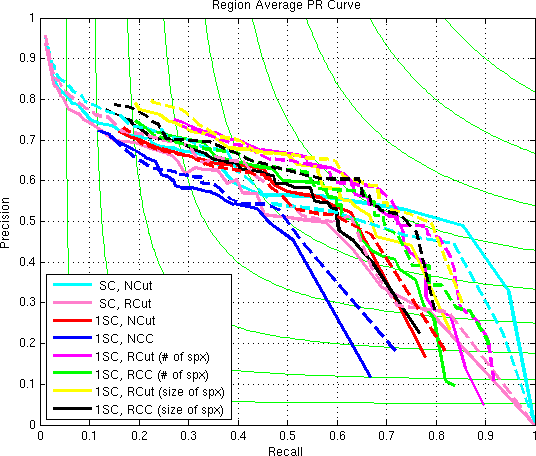 Region Average PR Curve
1
0.9
0.8
0.7
0.6
0.5
0.4
0.3
0.2
0.1
0
Precision
SC, NCut
SC, RCut
1SC, NCut
1SC, NCC
1SC, RCut (# of spx)
1SC, RCC (# of spx)
1SC, RCut (size of spx)
1SC, RCC (size of spx)
0 0.1 0.2 0.3 0.4 0.5 0.6 0.7 0.8 0.9 1
Recall